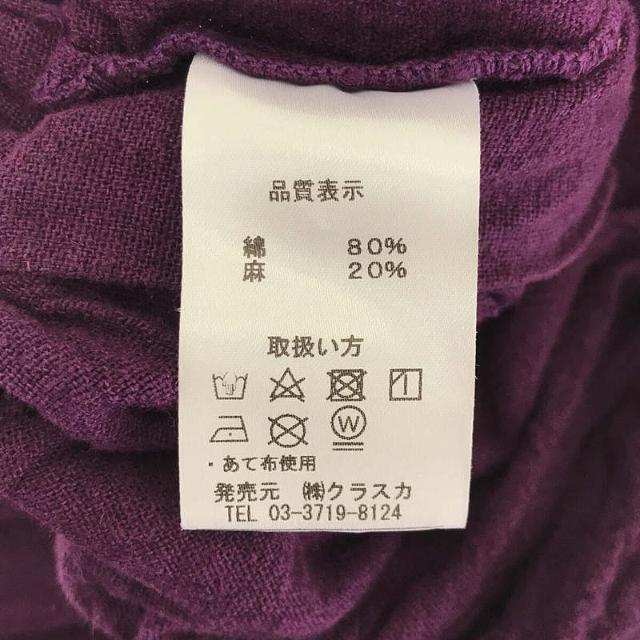 品質表示
綿 80%
麻 20%
取扱い方
W
・あて布使用
発売元 ㈱クラスカ
TEL 03-3719-8124